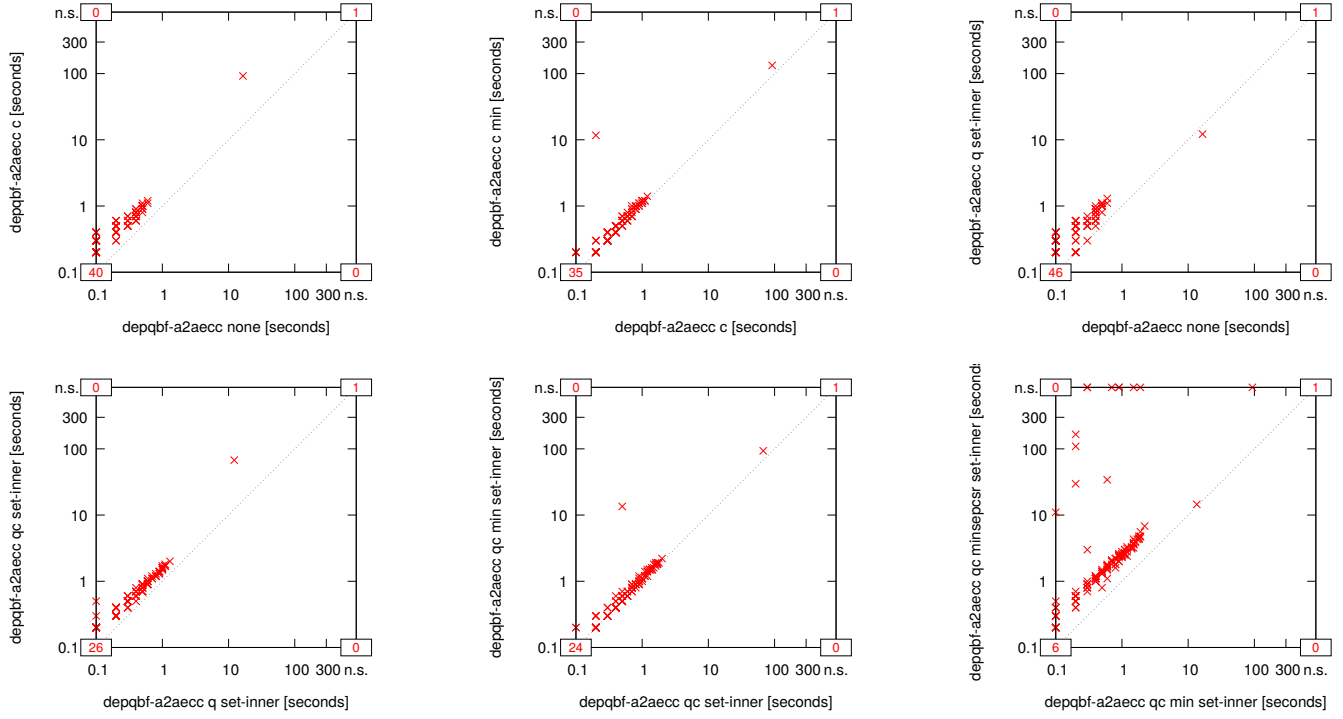 n.s. 0 1
300
100
10
1
0.1
40 0
0.1 1 10 100 300 n.s.
depqbf-a2aecc c [seconds]
depqbf-a2aecc none [seconds]
n.s. 0 1
300
100
10
1
0.1
35 0
0.1 1 10 100 300 n.s.
depqbf-a2aecc c min [seconds]
depqbf-a2aecc c [seconds]
n.s. 0 1
300
100
10
1
0.1
46 0
0.1 1 10 100 300 n.s.
depqbf-a2aecc q set-inner [seconds]
depqbf-a2aecc none [seconds]
n.s. 0 1
300
100
10
1
0.1
26 0
0.1 1 10 100 300 n.s.
depqbf-a2aecc qc set-inner [seconds]
depqbf-a2aecc q set-inner [seconds]
n.s. 0 1
300
100
10
1
0.1
24 0
0.1 1 10 100 300 n.s.
depqbf-a2aecc qc min set-inner [seconds]
depqbf-a2aecc qc set-inner [seconds]
n.s. 0 1
300
100
10
1
0.1
6 0
0.1 1 10 100 300 n.s.
depqbf-a2aecc qc minsepcsr set-inner [second
depqbf-a2aecc qc min set-inner [seconds]